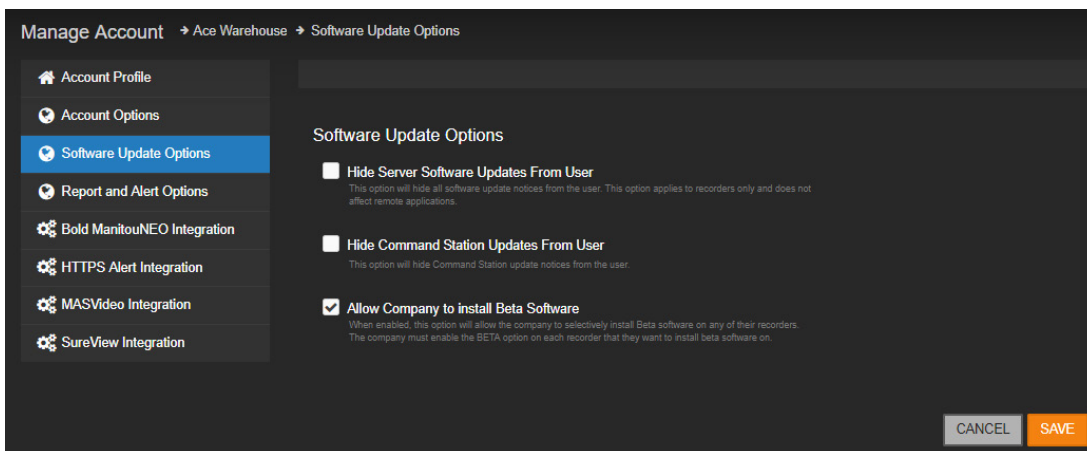 Manage Account → Ace Warehouse → Software Update Options
Account Profile
Account Options
Software Update Options
Report and Alert Options
Bold ManitouNEO Integration
HTTPS Alert Integration
MASVideo Integration
SureView Integration
Software Update Options
Hide Server Software Updates From User
This option will hide all software update notices from the user. This option applies to recorders only and does not
affect remote applications.
Hide Command Station Updates From User
This option will hide Command Station update notices from the user.
Allow Company to install Beta Software
When enabled, this option will allow the company to selectively install Beta software on any of their recorders.
The company must enable the BETA option on each recorder that they want to install beta software on.
CANCEL
SAVE